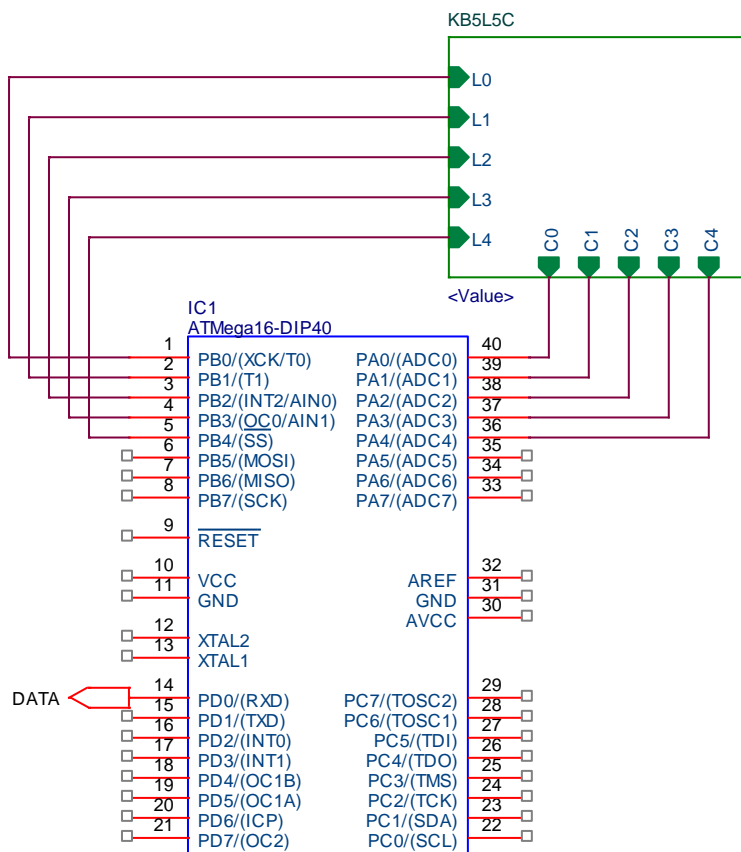 KB5L5C
L0
L1
L2
L3
L4
C0 C1 C2 C3 C4
<Value>
IC1
ATMega16-DIP40
1 PB0/(XCK/T0) PA0/(ADC0) 40
2 PB1/(T1) PA1/(ADC1) 39
3 PB2/(INT2/AIN0) PA2/(ADC2) 38
4 PB3/(OC0/AIN1) PA3/(ADC3) 37
5 PB4/(SS) PA4/(ADC4) 36
6 PB5/(MOSI) PA5/(ADC5) 35
7 PB6/(MISO) PA6/(ADC6) 34
8 PB7/(SCK) PA7/(ADC7) 33
9 RESET
10 VCC AREF 32
11 GND GND 31
AVCC 30
12 XTAL2
13 XTAL1
DATA 14 PD0/(RXD) PC7/(TOSC2) 29
15 PD1/(TXD) PC6/(TOSC1) 28
16 PD2/(INT0) PC5/(TDI) 27
17 PD3/(INT1) PC4/(TDO) 26
18 PD4/(OC1B) PC3/(TMS) 25
19 PD5/(OC1A) PC2/(TCK) 24
20 PD6/(ICP) PC1/(SDA) 23
21 PD7/(OC2) PC0/(SCL) 22